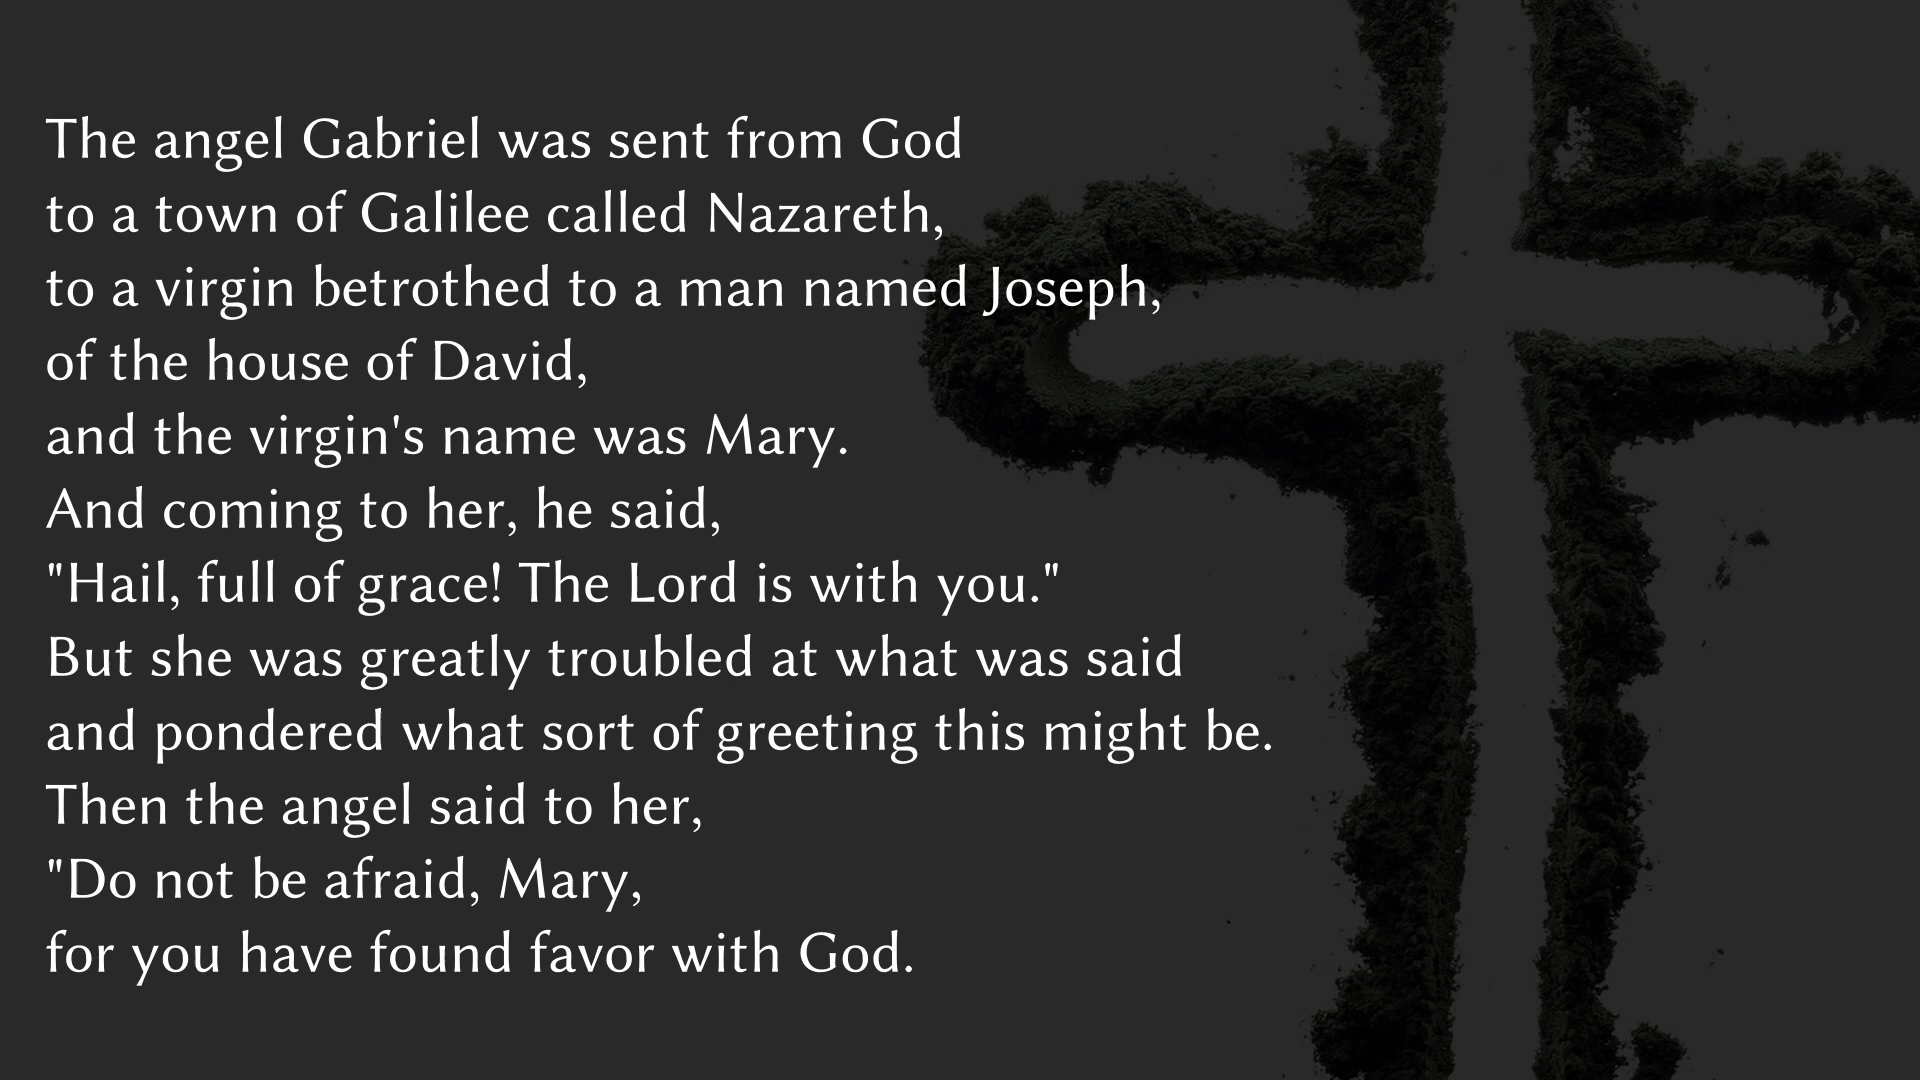 The angel Gabriel was sent from God
to a town of Galilee called Nazareth,
to a virgin betrothed to a man named Joseph,
of the house of David,
and the virgin's name was Mary.
And coming to her, he said,
"Hail, full of grace! The Lord is with you."
But she was greatly troubled at what was said
and pondered what sort of greeting this might be.
Then the angel said to her,
"Do not be afraid, Mary,
for you have found favor with God.